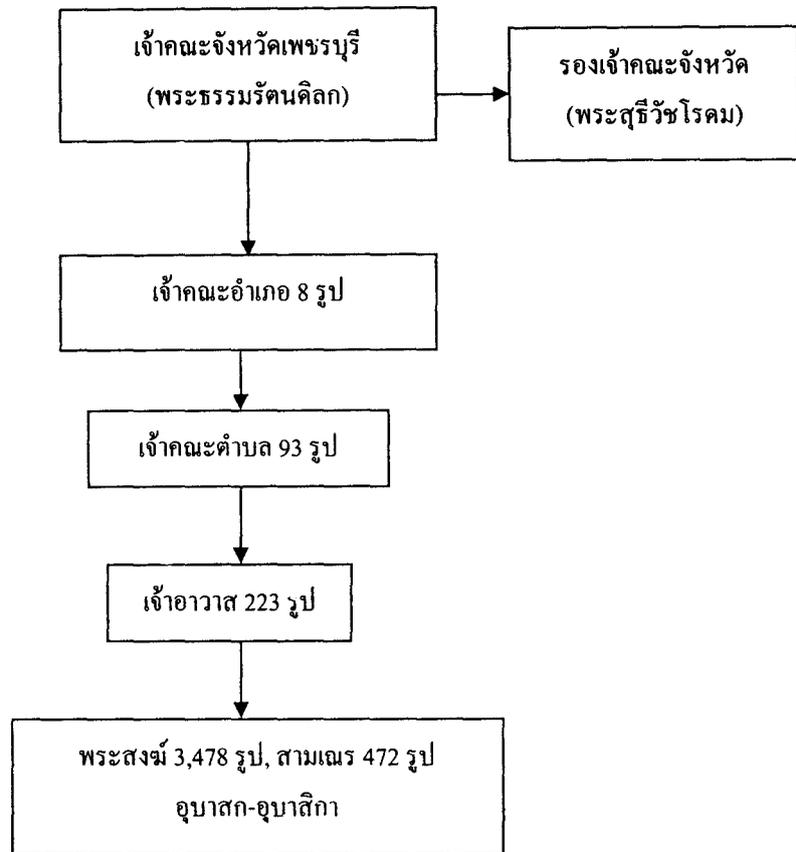 เจ้าคณะจังหวัดเพชรบุรี
(พระธรรมรัตนดิลก)
รองเจ้าคณะจังหวัด
(พระสุธีวัชโรดม)
เจ้าคณะอำเภอ 8 รูป
เจ้าคณะตำบล 93 รูป
เจ้าอาวาส 223 รูป
พระสงฆ์ 3,478 รูป, สามเณร 472 รูป
อุบาสก-อุบาสิกา